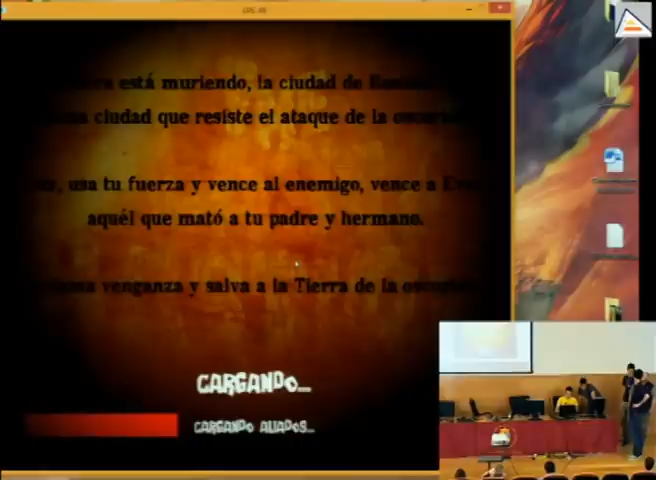 está muriendo, la ciudad de
ciudad que resiste el ataque de la
usa tu fuerza y vence al enemigo, vence a
aquél que mató a tu padre y hermano.
venganza y salva a la Tierra de la
CARGANDO...
CARGANDO ALIADOS...